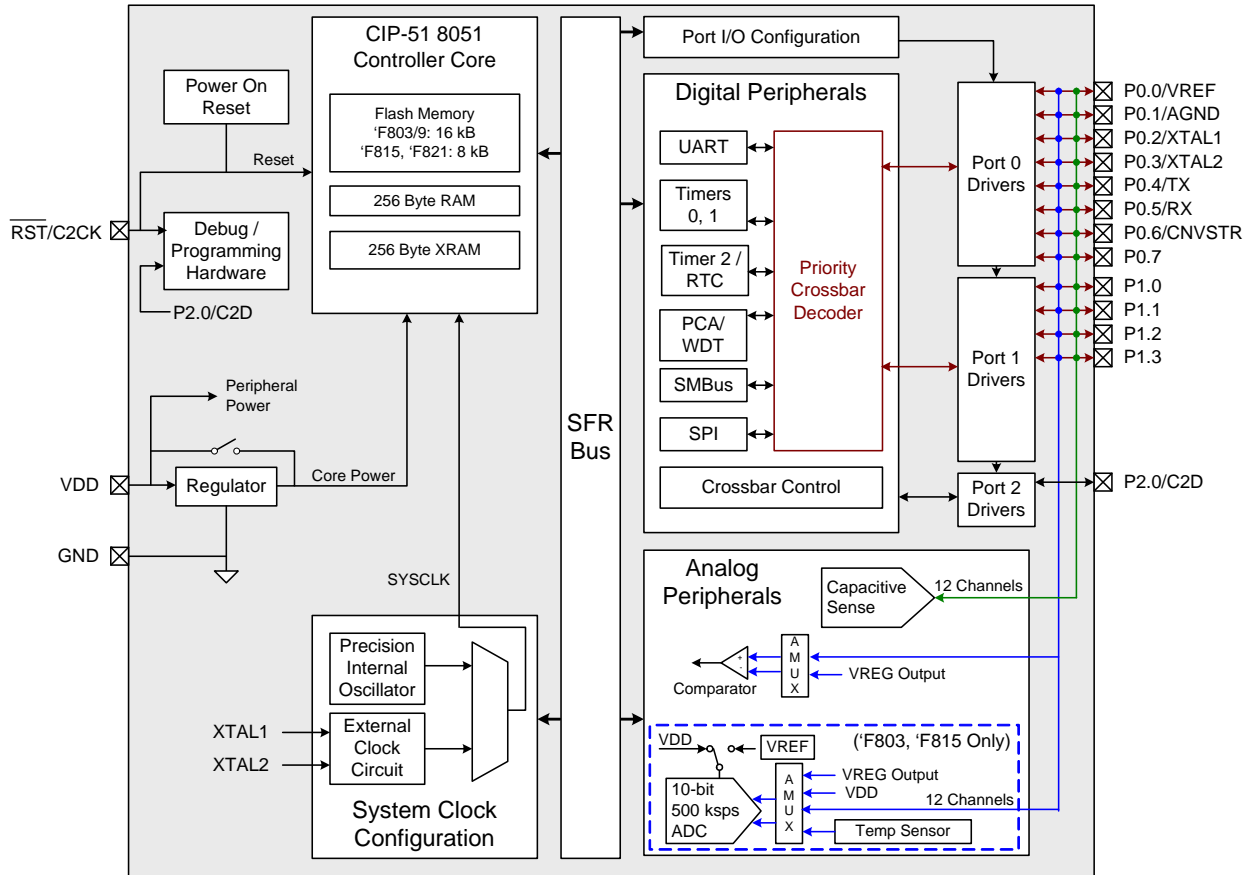 CIP-51 8051
Controller Core
Flash Memory
'F803/9: 16 kB
'F815, 'F821: 8 kB
256 Byte RAM
256 Byte XRAM
Power On
Reset
Reset
RST/C2CK
Debug /
Programming
Hardware
P2.0/C2D
Peripheral
Power
VDD
Regulator
Core Power
GND
SYSCLK
Precision
Internal
Oscillator
XTAL1
XTAL2
External
Clock
Circuit
System Clock
Configuration
SFR
Bus
Port I/O Configuration
Digital Peripherals
UART
Timers
0, 1
Timer 2 /
RTC
PCA/
WDT
SMBus
SPI
Priority
Crossbar
Decoder
Crossbar Control
Port 0
Drivers
Port 1
Drivers
Port 2
Drivers
P0.0/VREF
P0.1/AGND
P0.2/XTAL1
P0.3/XTAL2
P0.4/TX
P0.5/RX
P0.6/CNVSTR
P0.7
P1.0
P1.1
P1.2
P1.3
P2.0/C2D
Analog
Peripherals
Capacitive
Sense
12 Channels
+
-
Comparator
A
M
U
X
VREG Output
('F803, 'F815 Only)
VDD
VREF
10-bit
500 ksps
ADC
A
M
U
X
VREG Output
VDD
12 Channels
Temp Sensor